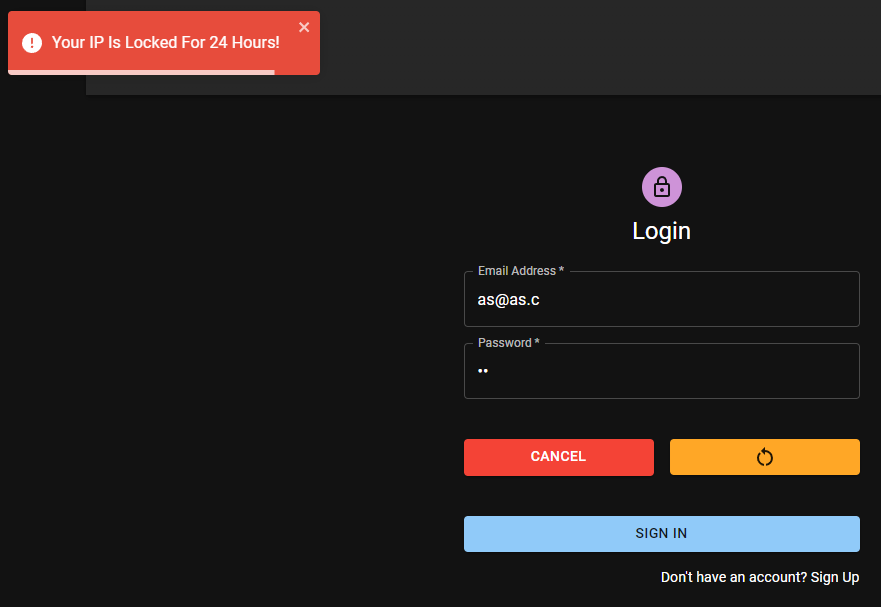 Your IP Is Locked For 24 Hours!
Login
Email Address *
as@as.c
Password *
••
CANCEL
SIGN IN
Don't have an account? Sign Up